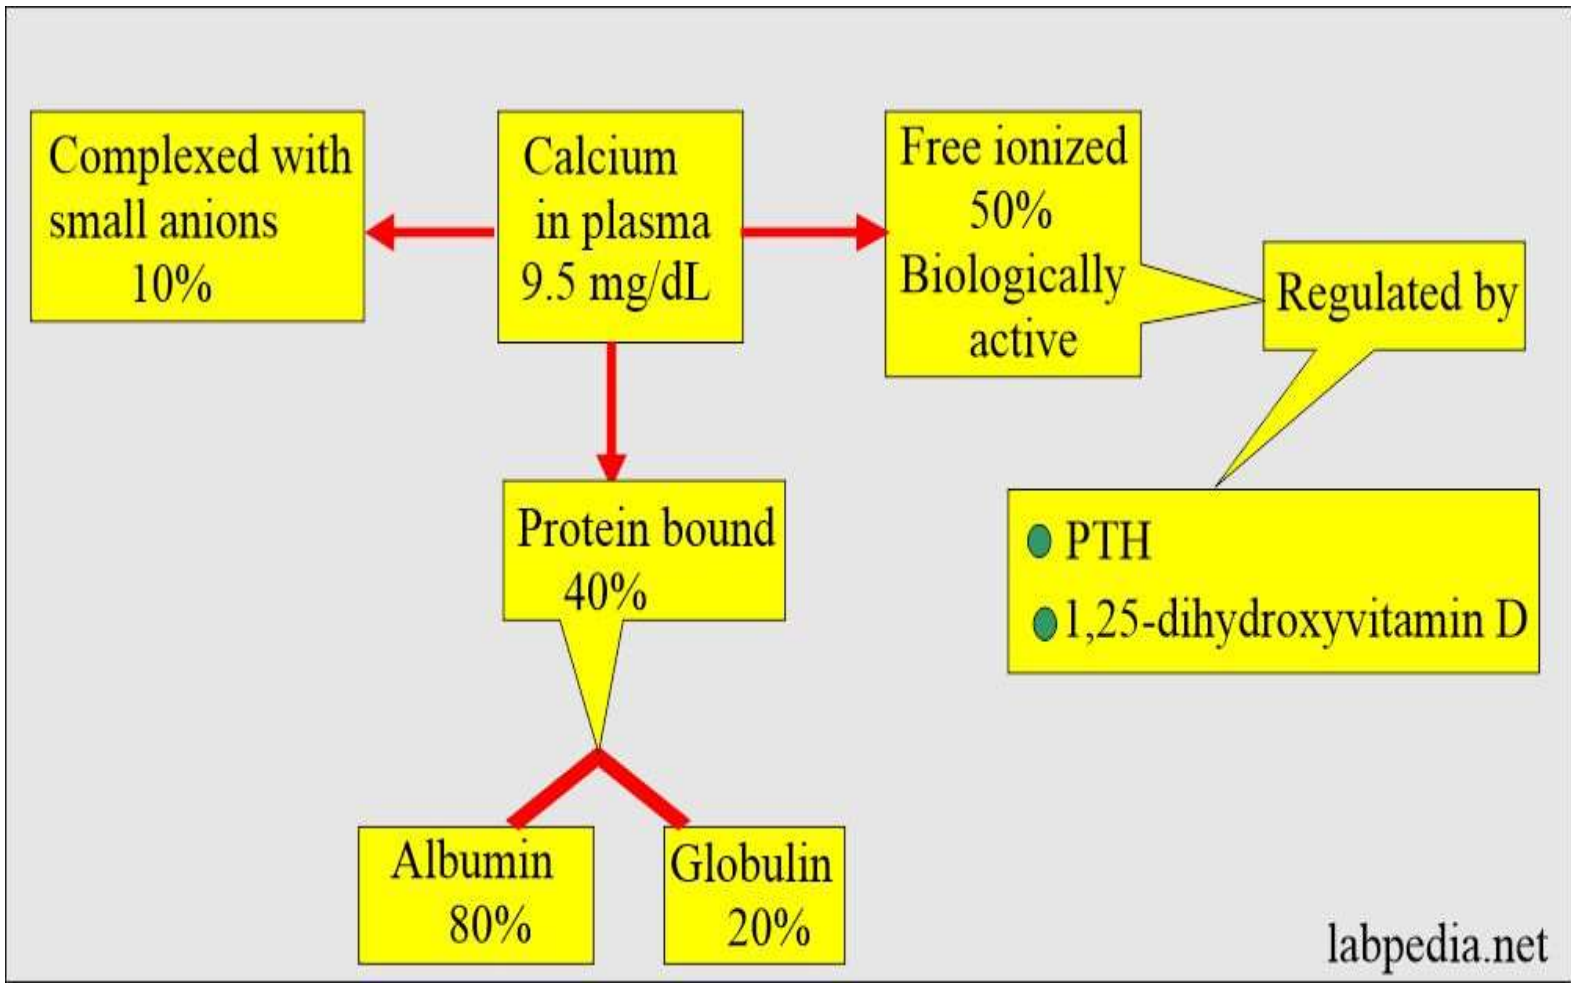 Complexed with
small anions
10%
Calcium
in plasma
9.5 mg/dL
Free ionized
50%
Biologically
active
Regulated by
PTH
1,25-dihydroxyvitamin D
Protein bound
40%
Albumin
80%
Globulin
20%
labpedia.net